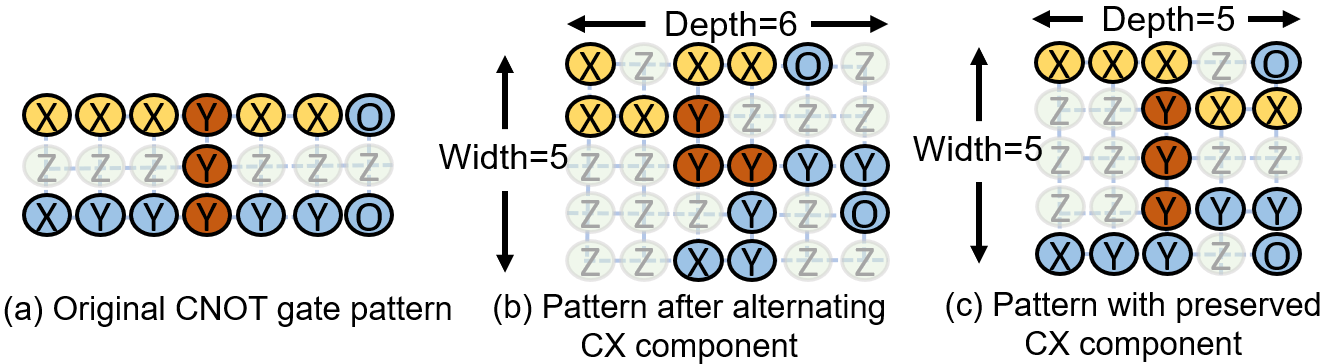 X X X Y X X O
Z Z Z Y Z Z Z
X Y Y Y Y Y O
(a) Original CNOT gate pattern
Depth=6
Width=5
X Z X X O Z
X X Y Z Z Z
Z Z Y Y Y Y
Z Z Z Y Z O
Z Z X Y Z Z
(b) Pattern after alternating
CX component
Depth=5
Width=5
X X X Z O
Z Z Y X X
Z Z Y Z Z
Z Z Y Y Y
X Y Y Z O
(c) Pattern with preserved
CX component